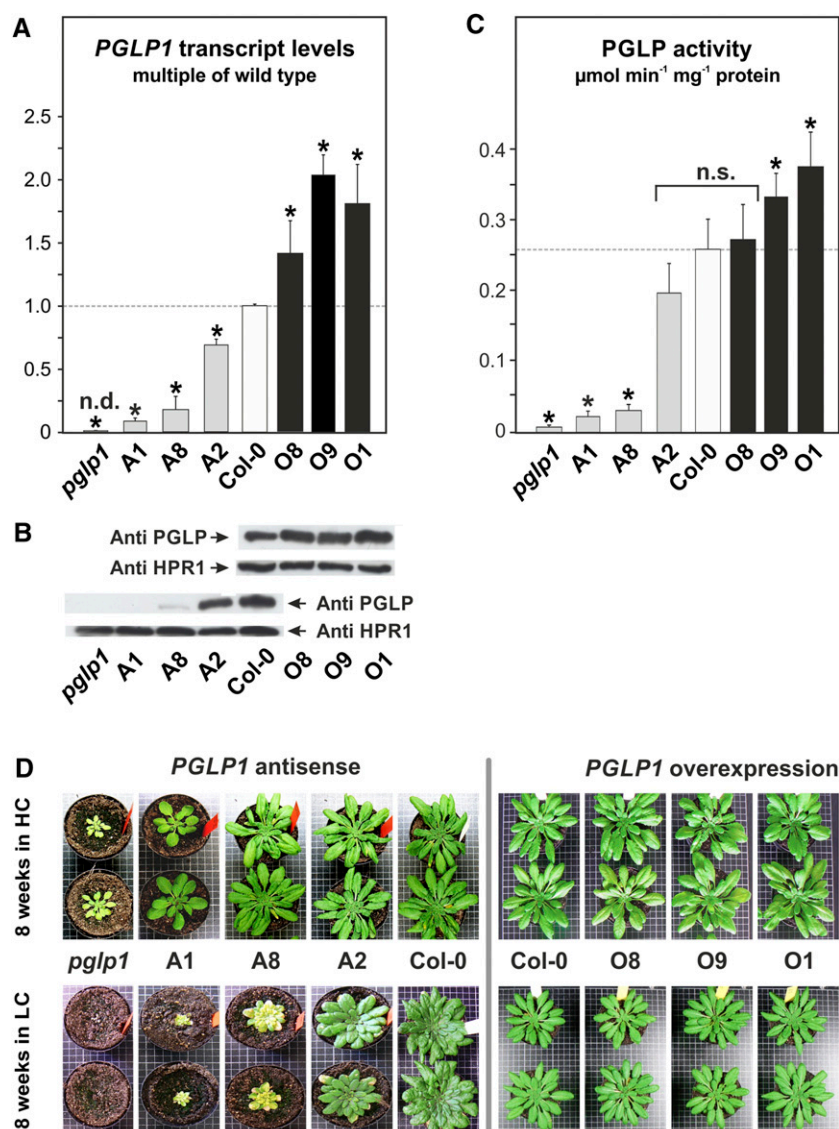 A
PGLP1 transcript levels
multiple of wild type
2.5
2.0
1.5
1.0
0.5
0
n.d.
*
*
*
*
*
*
*
pglp1 A1 A8 A2 Col-0 O8 O9 O1
C
PGLP activity
µmol min⁻¹ mg⁻¹ protein
0.4
0.3
0.2
0.1
0
n.s.
*
*
*
*
*
pglp1 A1 A8 A2 Col-0 O8 O9 O1
B
Anti PGLP
Anti HPR1
Anti PGLP
Anti HPR1
pglp1 A1 A8 A2 Col-0 O8 O9 O1
D
PGLP1 antisense PGLP1 overexpression
8 weeks in HC
pglp1 A1 A8 A2 Col-0 Col-0 O8 O9 O1
8 weeks in LC